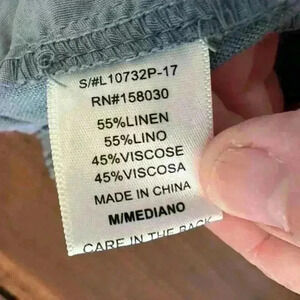 S/#L10732P-17
RN#158030
55%LINEN
55%LINO
45%VISCOSE
45%VISCOSA
MADE IN CHINA
M/MEDIANO
CARE IN THE BACK